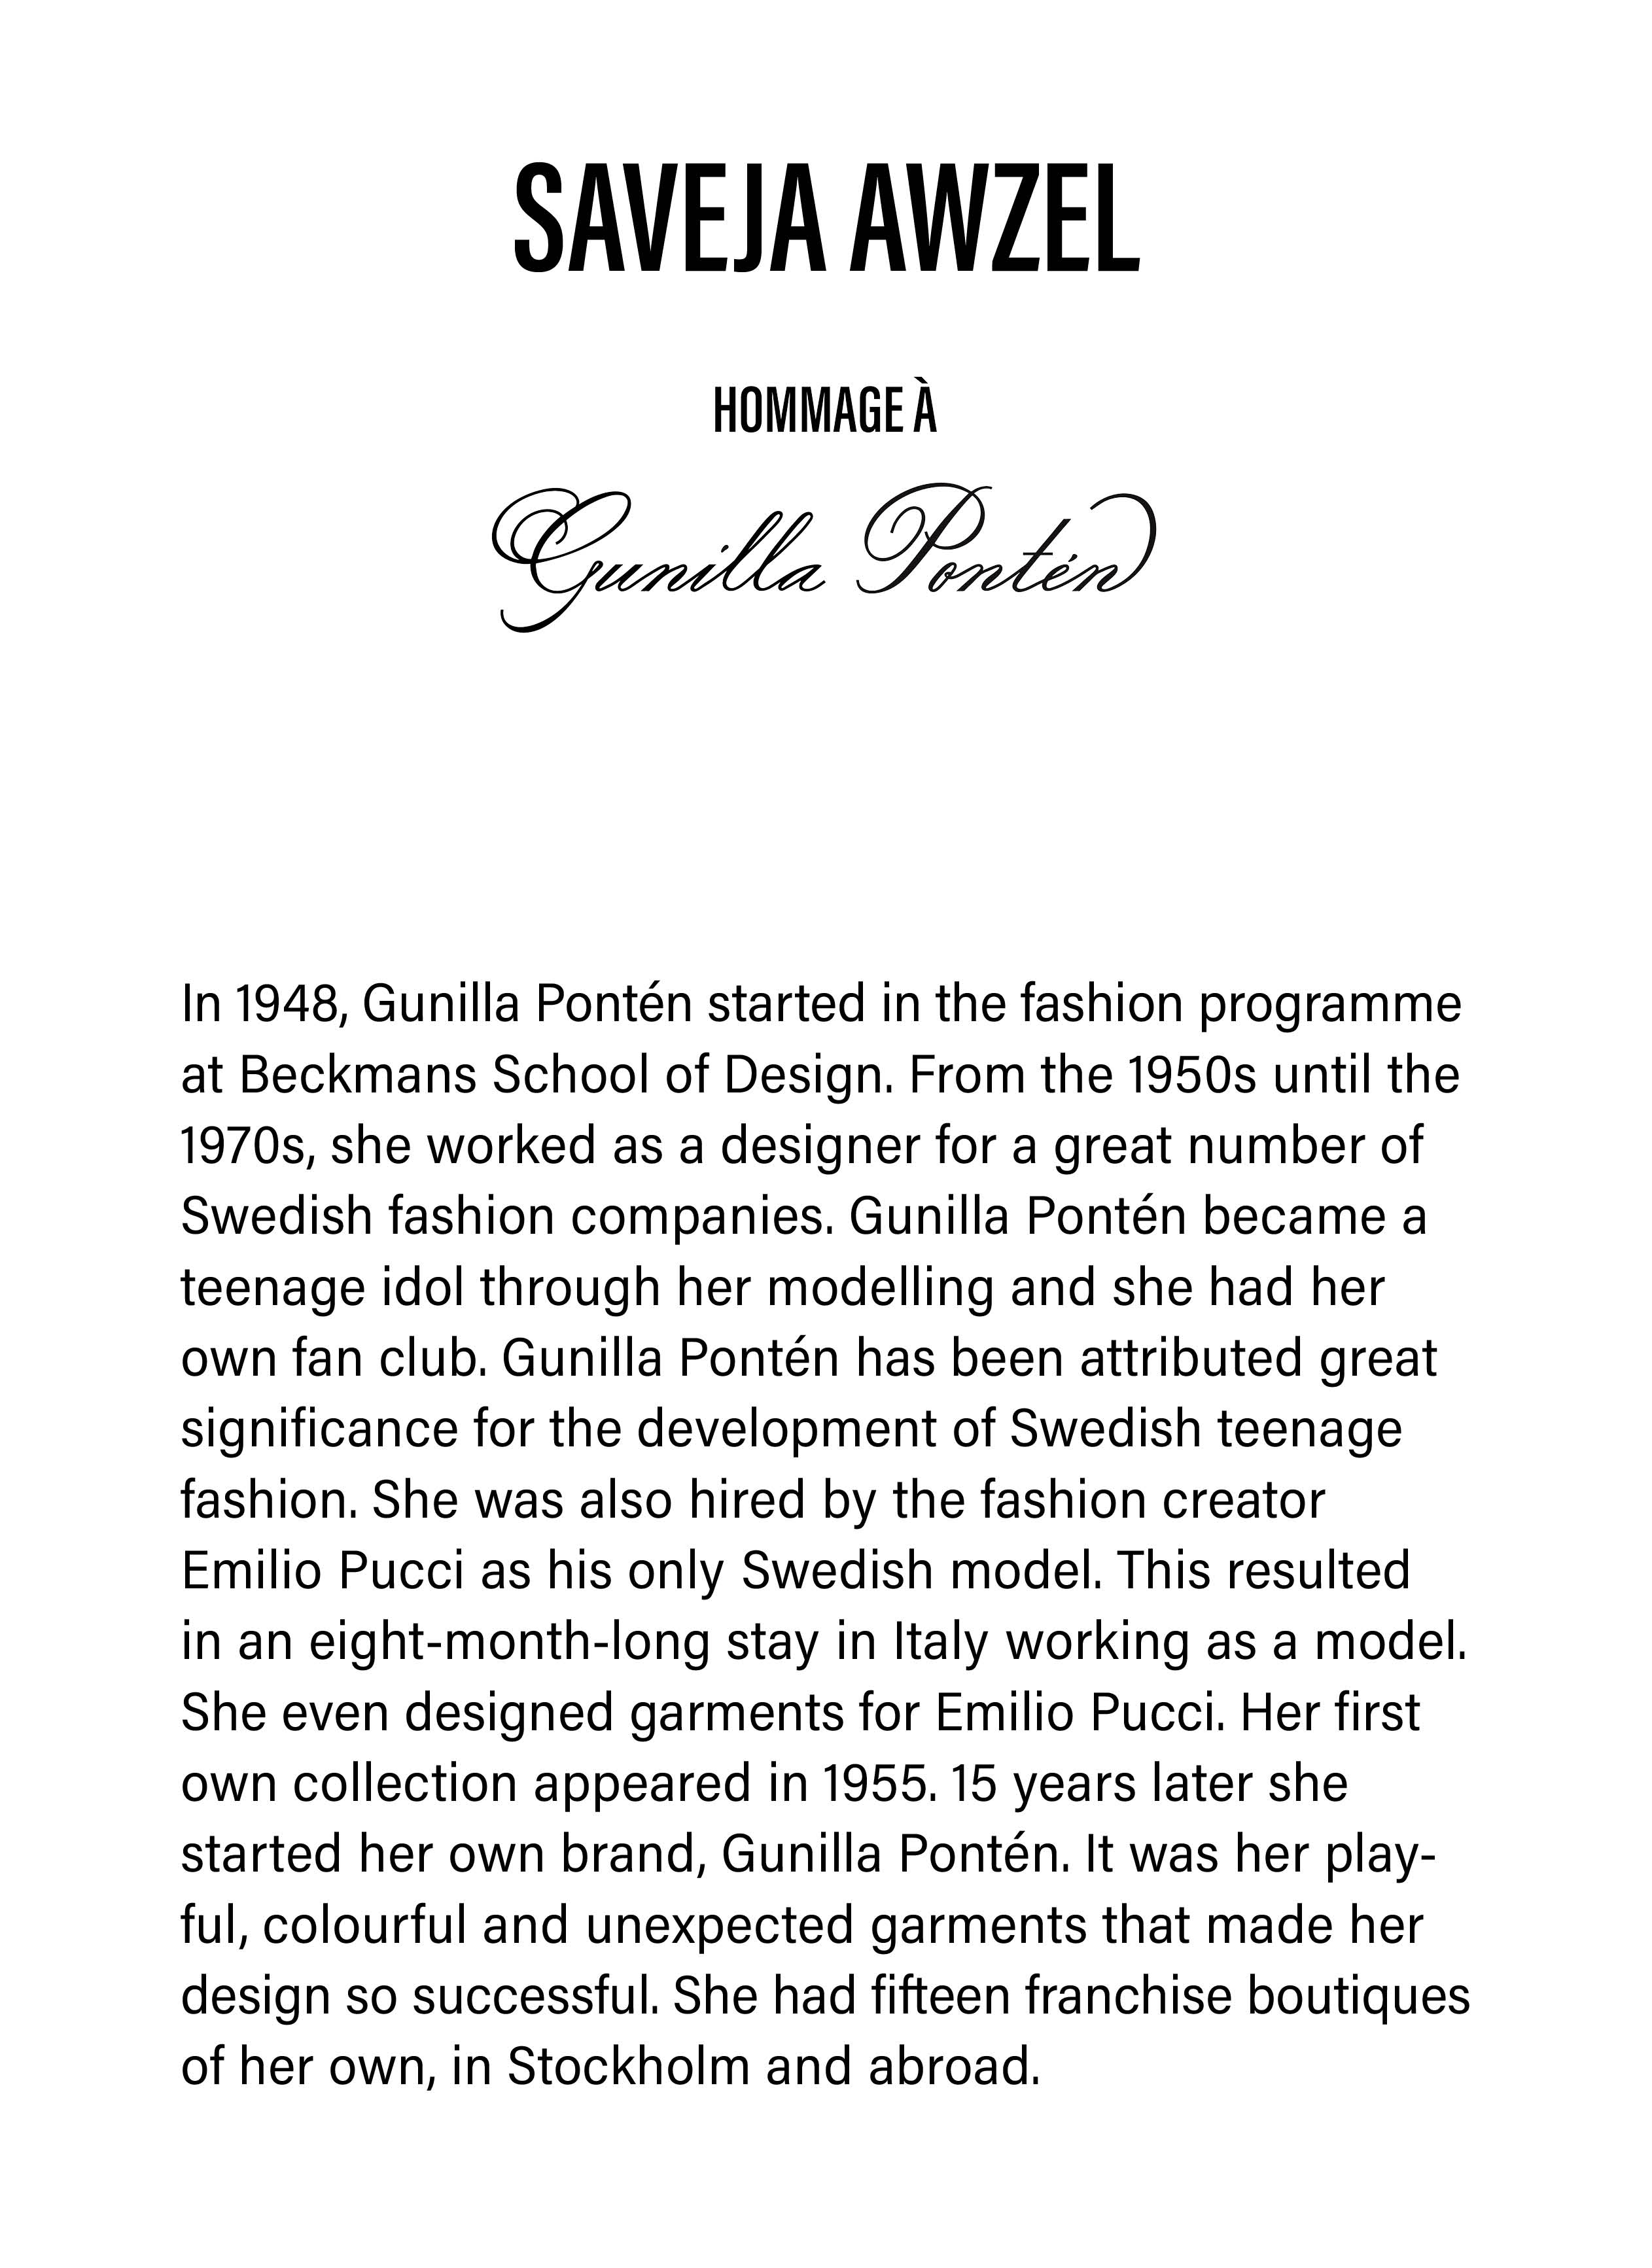 SAVEJA AWZEL
HOMMAGE À
Gunilla Pontén
In 1948, Gunilla Pontén started in the fashion programme
at Beckmans School of Design. From the 1950s until the
1970s, she worked as a designer for a great number of
Swedish fashion companies. Gunilla Pontén became a
teenage idol through her modelling and she had her
own fan club. Gunilla Pontén has been attributed great
significance for the development of Swedish teenage
fashion. She was also hired by the fashion creator
Emilio Pucci as his only Swedish model. This resulted
in an eight-month-long stay in Italy working as a model.
She even designed garments for Emilio Pucci. Her first
own collection appeared in 1955. 15 years later she
started her own brand, Gunilla Pontén. It was her play-
ful, colourful and unexpected garments that made her
design so successful. She had fifteen franchise boutiques
of her own, in Stockholm and abroad.